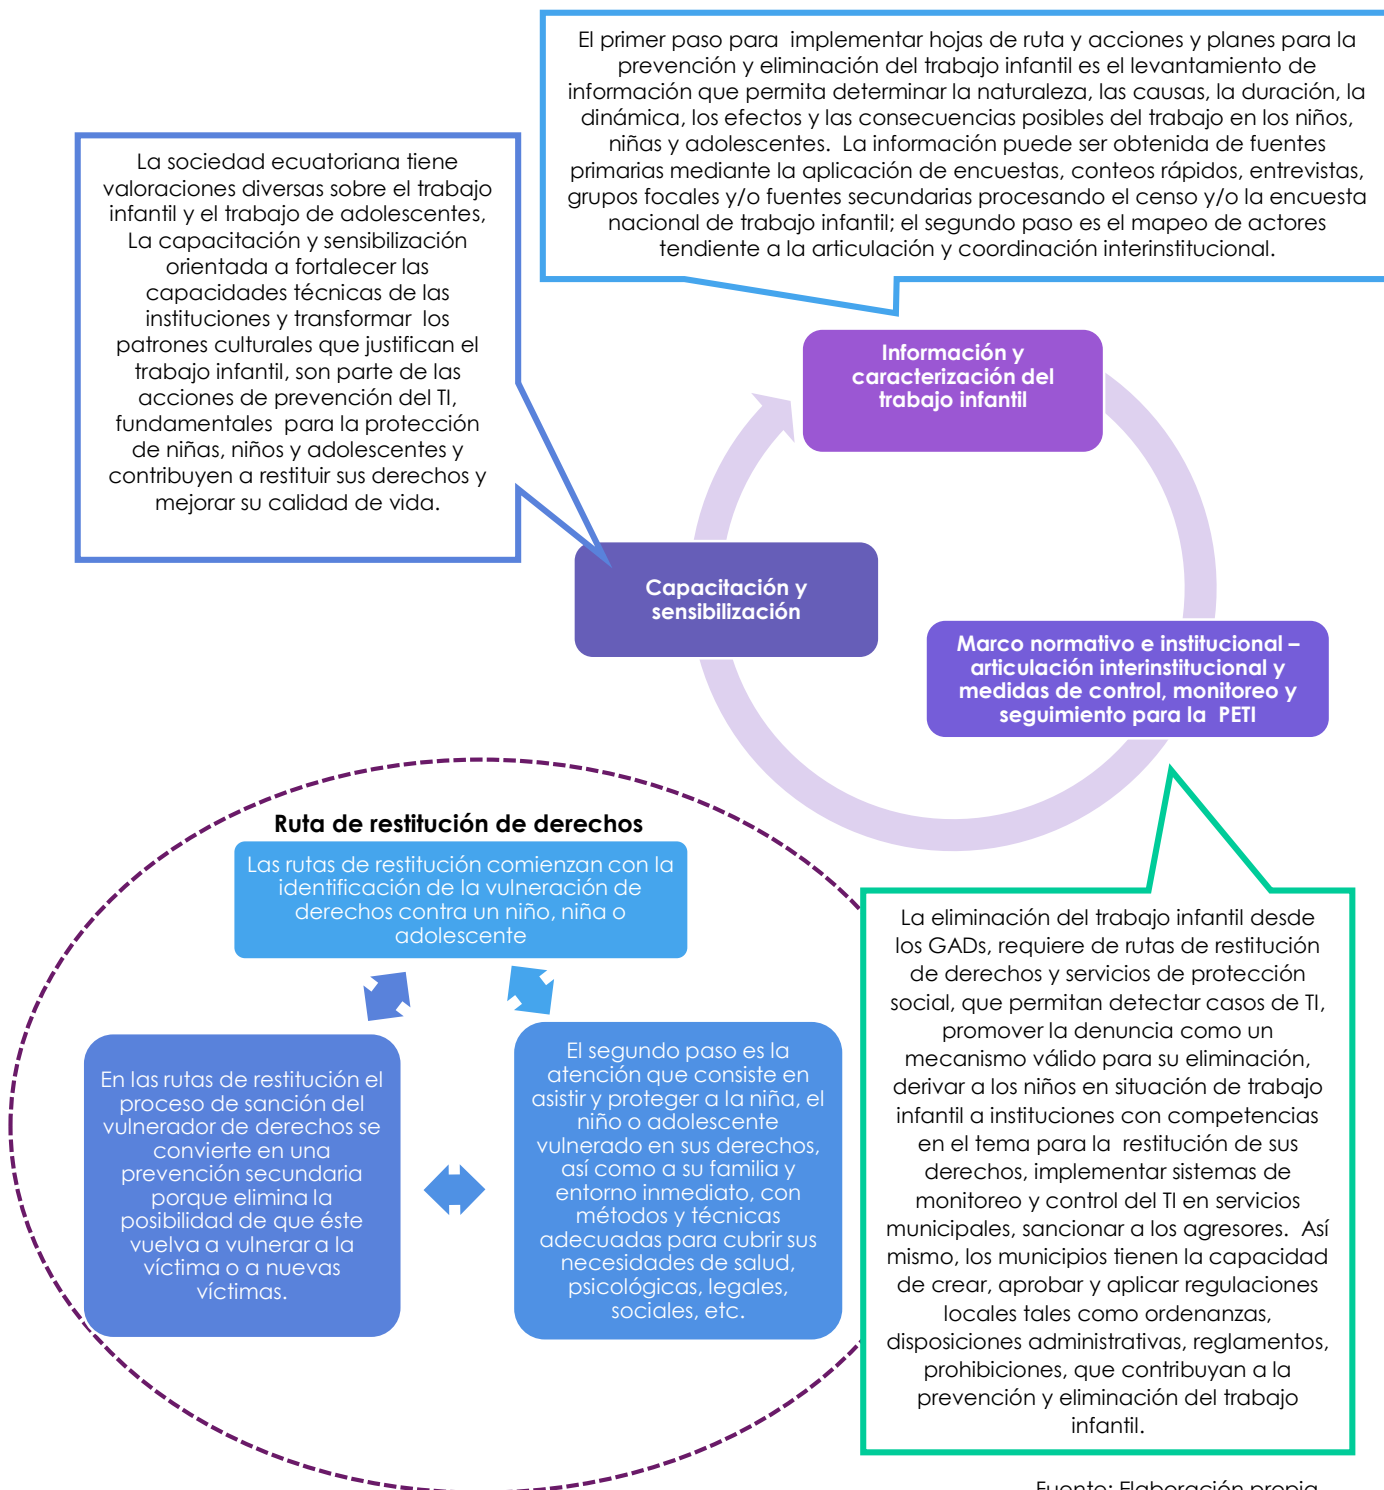 El primer paso para  implementar hojas de ruta y acciones y planes para la
prevención y eliminación del trabajo infantil es el levantamiento de
información que permita determinar la naturaleza, las causas, la duración, la
dinámica, los efectos y las consecuencias posibles del trabajo en los niños,
niñas y adolescentes.  La información puede ser obtenida de fuentes
primarias mediante la aplicación de encuestas, conteos rápidos, entrevistas,
grupos focales y/o fuentes secundarias procesando el censo y/o la encuesta
nacional de trabajo infantil; el segundo paso es el mapeo de actores
tendiente a la articulación y coordinación interinstitucional.
La sociedad ecuatoriana tiene
valoraciones diversas sobre el trabajo
infantil y el trabajo de adolescentes,
La capacitación y sensibilización
orientada a fortalecer las
capacidades técnicas de las
instituciones y transformar  los
patrones culturales que justifican el
trabajo infantil, son parte de las
acciones de prevención del TI,
fundamentales  para la protección
de niñas, niños y adolescentes y
contribuyen a restituir sus derechos y
mejorar su calidad de vida.
Información y
caracterización del
trabajo infantil
Capacitación y
sensibilización
Marco normativo e institucional –
articulación interinstitucional y
medidas de control, monitoreo y
seguimiento para la  PETI
Ruta de restitución de derechos
Las rutas de restitución comienzan con la
identificación de la vulneración de
derechos contra un niño, niña o
adolescente
En las rutas de restitución el
proceso de sanción del
vulnerador de derechos se
convierte en una
prevención secundaria
porque elimina la
posibilidad de que éste
vuelva a vulnerar a la
víctima o a nuevas
víctimas.
El segundo paso es la
atención que consiste en
asistir y proteger a la niña, el
niño o adolescente
vulnerado en sus derechos,
así como a su familia y
entorno inmediato, con
métodos y técnicas
adecuadas para cubrir sus
necesidades de salud,
psicológicas, legales,
sociales, etc.
La eliminación del trabajo infantil desde
los GADs, requiere de rutas de restitución
de derechos y servicios de protección
social, que permitan detectar casos de TI,
promover la denuncia como un
mecanismo válido para su eliminación,
derivar a los niños en situación de trabajo
infantil a instituciones con competencias
en el tema para la  restitución de sus
derechos, implementar sistemas de
monitoreo y control del TI en servicios
municipales, sancionar a los agresores.  Así
mismo, los municipios tienen la capacidad
de crear, aprobar y aplicar regulaciones
locales tales como ordenanzas,
disposiciones administrativas, reglamentos,
prohibiciones, que contribuyan a la
prevención y eliminación del trabajo
infantil.
Fuente: Elaboración propia